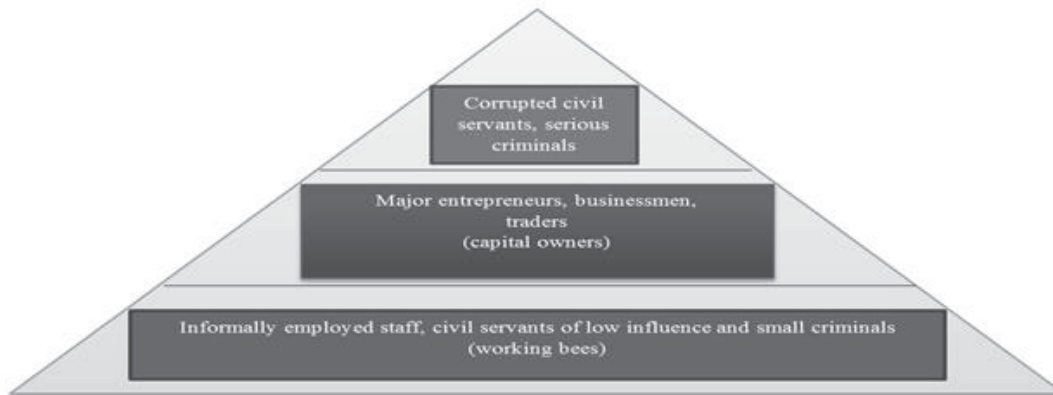 Corrupted civil
servants, serious
criminals
Major entrepreneurs, businessmen,
traders
(capital owners)
Informally employed staff, civil servants of low influence and small criminals
(working bees)